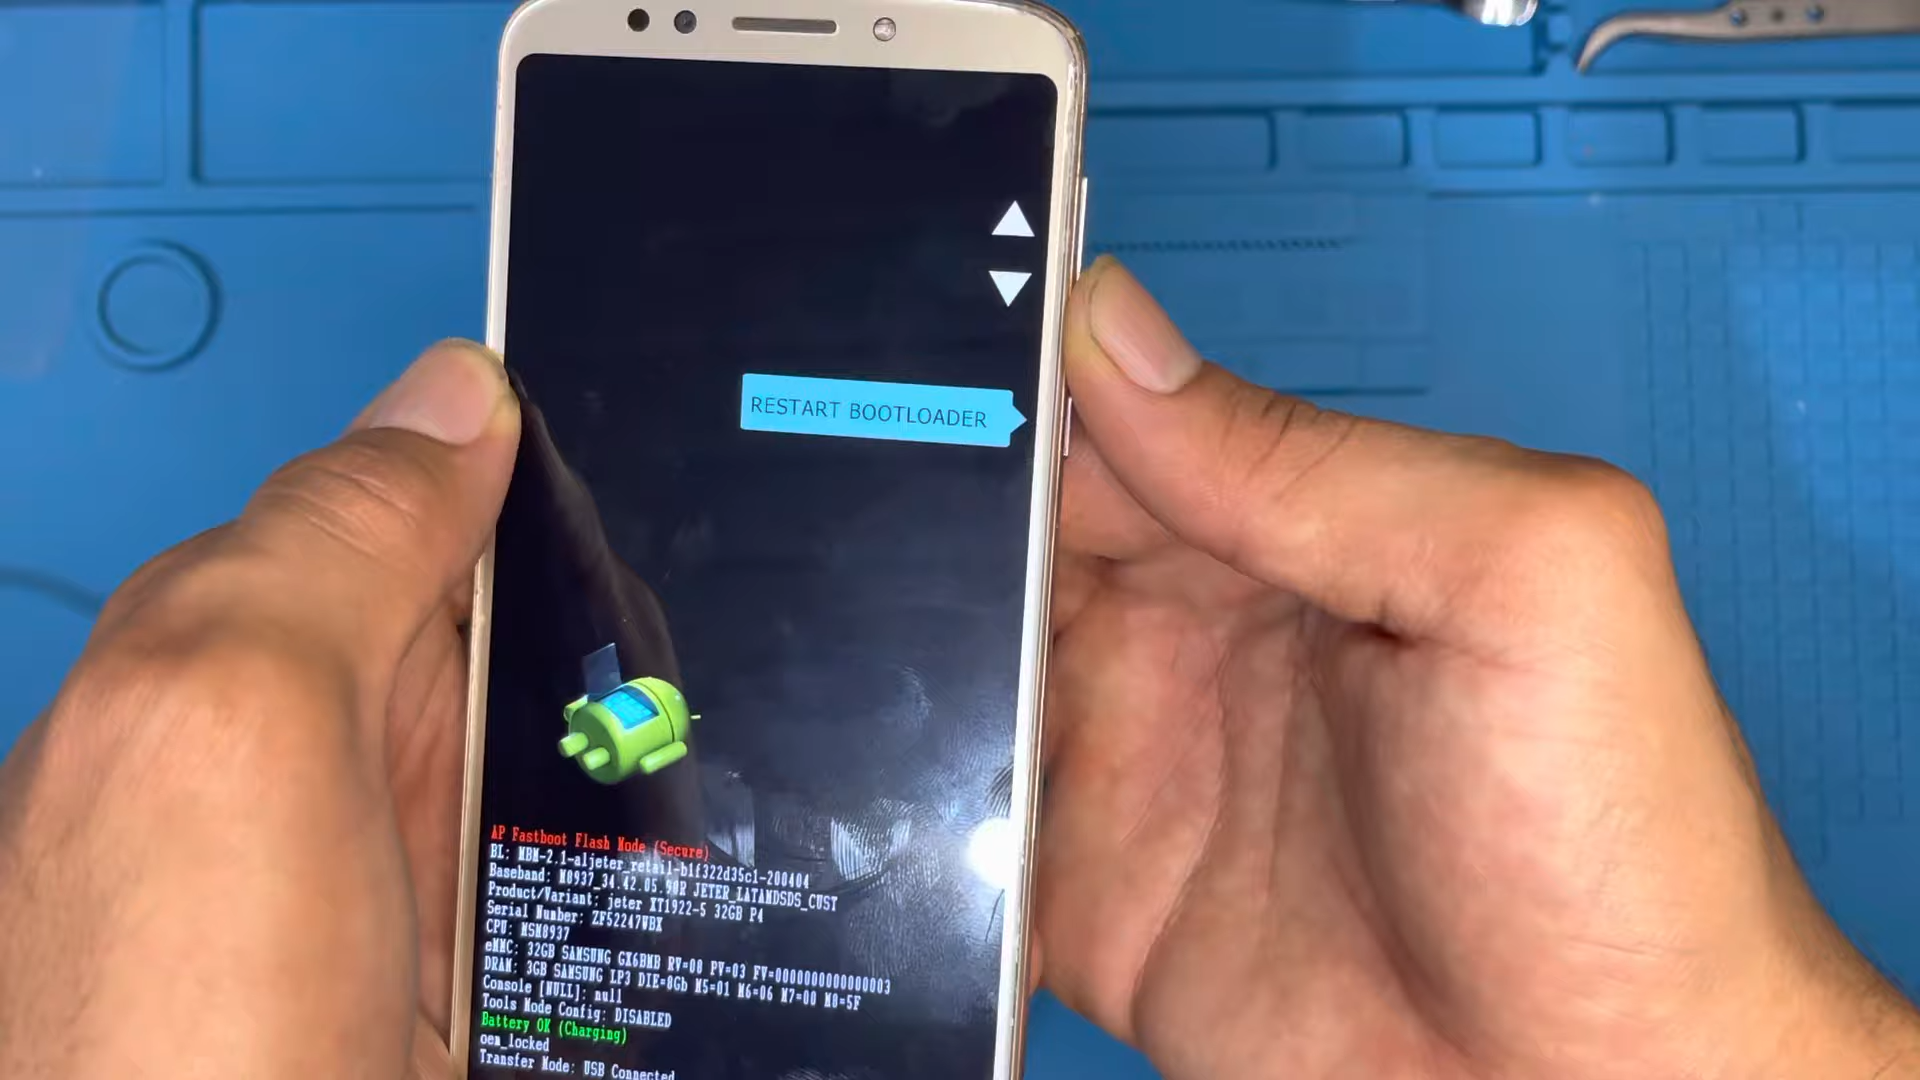 RESTART BOOTLOADER
AP Fastboot Flash Mode (Secure)
BL: MBM-2.1-aljeter_retail-b1f322d35c1-200404
Baseband: M8937_34.42.05.90R JETER_LATAMDSDS_CUST
Product/Variant: jeter XT1922-5 32GB P4
Serial Number: ZF52247WBX
CPU: MSM8937
eMMC: 32GB SAMSUNG GX6BMB RV=08 PV=03 FV=0000000000000003
DRAM: 3GB SAMSUNG LP3 DIE=8Gb M5=01 M6=06 M7=00 M8=5F
Console [NULL]: null
Tools Mode Config: DISABLED
Battery OK (Charging)
oem_locked
Transfer Mode: USB Connected